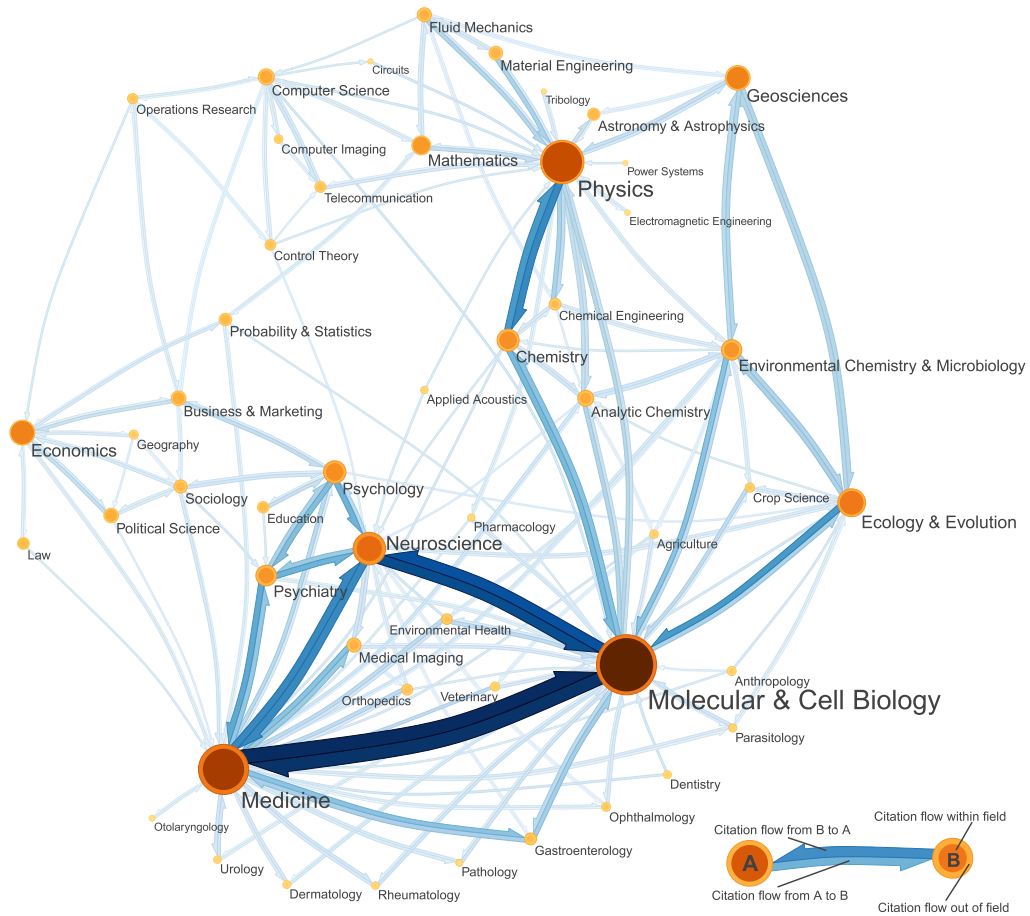 Fluid Mechanics
Material Engineering
Circuits
Computer Science
Geosciences
Tribology
Operations Research
Astronomy & Astrophysics
Computer Imaging
Mathematics
Power Systems
Physics
Telecommunication
Electromagnetic Engineering
Control Theory
Chemical Engineering
Probability & Statistics
Chemistry
Environmental Chemistry & Microbiology
Applied Acoustics
Business & Marketing
Analytic Chemistry
Geography
Economics
Psychology
Sociology
Crop Science
Education
Political Science
Pharmacology
Ecology & Evolution
Neuroscience
Agriculture
Law
Psychiatry
Environmental Health
Medical Imaging
Anthropology
Orthopedics
Veterinary
Molecular & Cell Biology
Parasitology
Dentistry
Medicine
Ophthalmology
Otolaryngology
Gastroenterology
Urology
Pathology
Dermatology
Rheumatology
Citation flow within field
Citation flow from B to A
A
B
Citation flow from A to B
Citation flow out of field